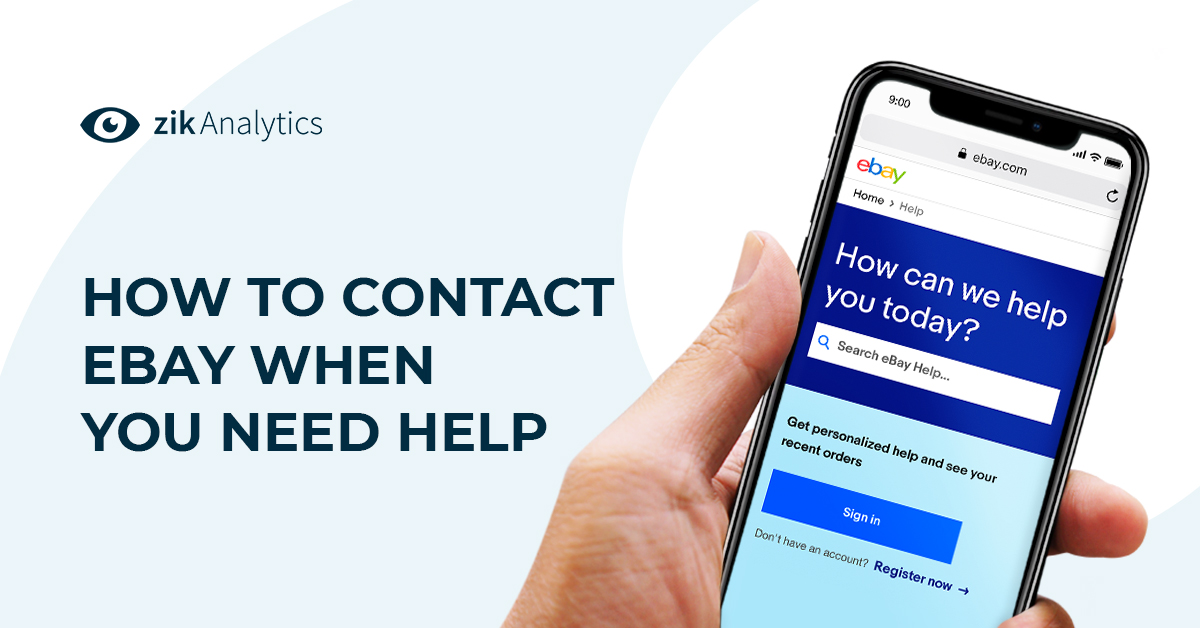 zik Analytics
HOW TO CONTACT
EBAY WHEN
YOU NEED HELP
9:00
ebay.com
ebay
Home > Help
How can we help
you today?
Search eBay Help...
Get personalized help and see your
recent orders
Sign in
Don't have an account? Register now →